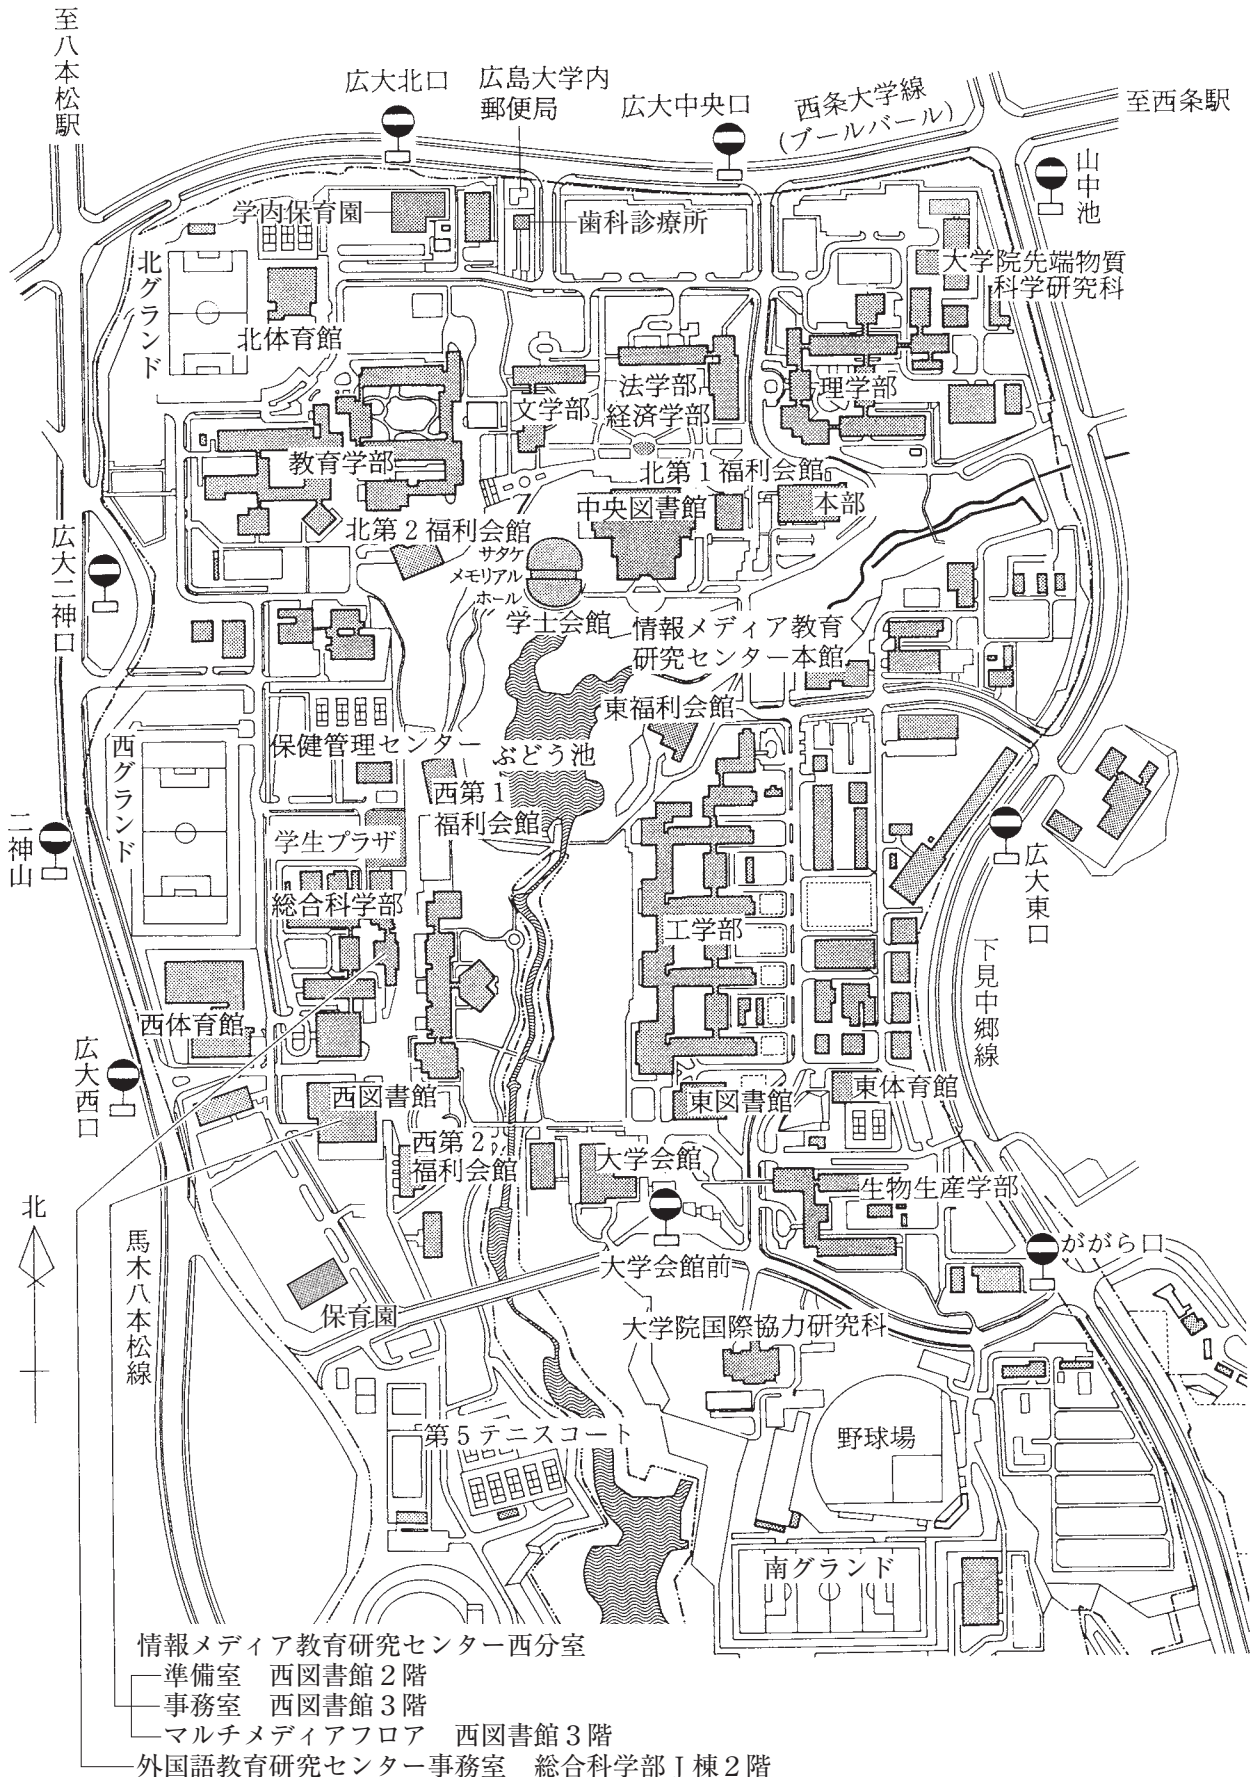 至八本松駅
広大北口
広島大学内
郵便局
広大中央口
西条大学線
(ブールバール)
至西条駅
山中池
学内保育園
歯科診療所
大学院先端物質
科学研究科
北グランド
北体育館
法学部
経済学部
理学部
文学部
教育学部
北第1福利会館
中央図書館
本部
北第2福利会館
サタケ
メモリアル
ホール
学士会館
広大二神口
情報メディア教育
研究センター本館
東福利会館
保健管理センター
ぶどう池
西グランド
西第1
福利会館
二神山
学生プラザ
広大東口
総合科学部
工学部
下見中郷線
西体育館
広大西口
西図書館
東図書館
東体育館
西第2
福利会館
大学会館
生物生産学部
北
馬木八本松線
ががら口
大学会館前
保育園
大学院国際協力研究科
第5テニスコート
野球場
南グランド
情報メディア教育研究センター西分室
準備室 西図書館2階
事務室 西図書館3階
マルチメディアフロア 西図書館3階
外国語教育研究センター事務室 総合科学部I棟2階